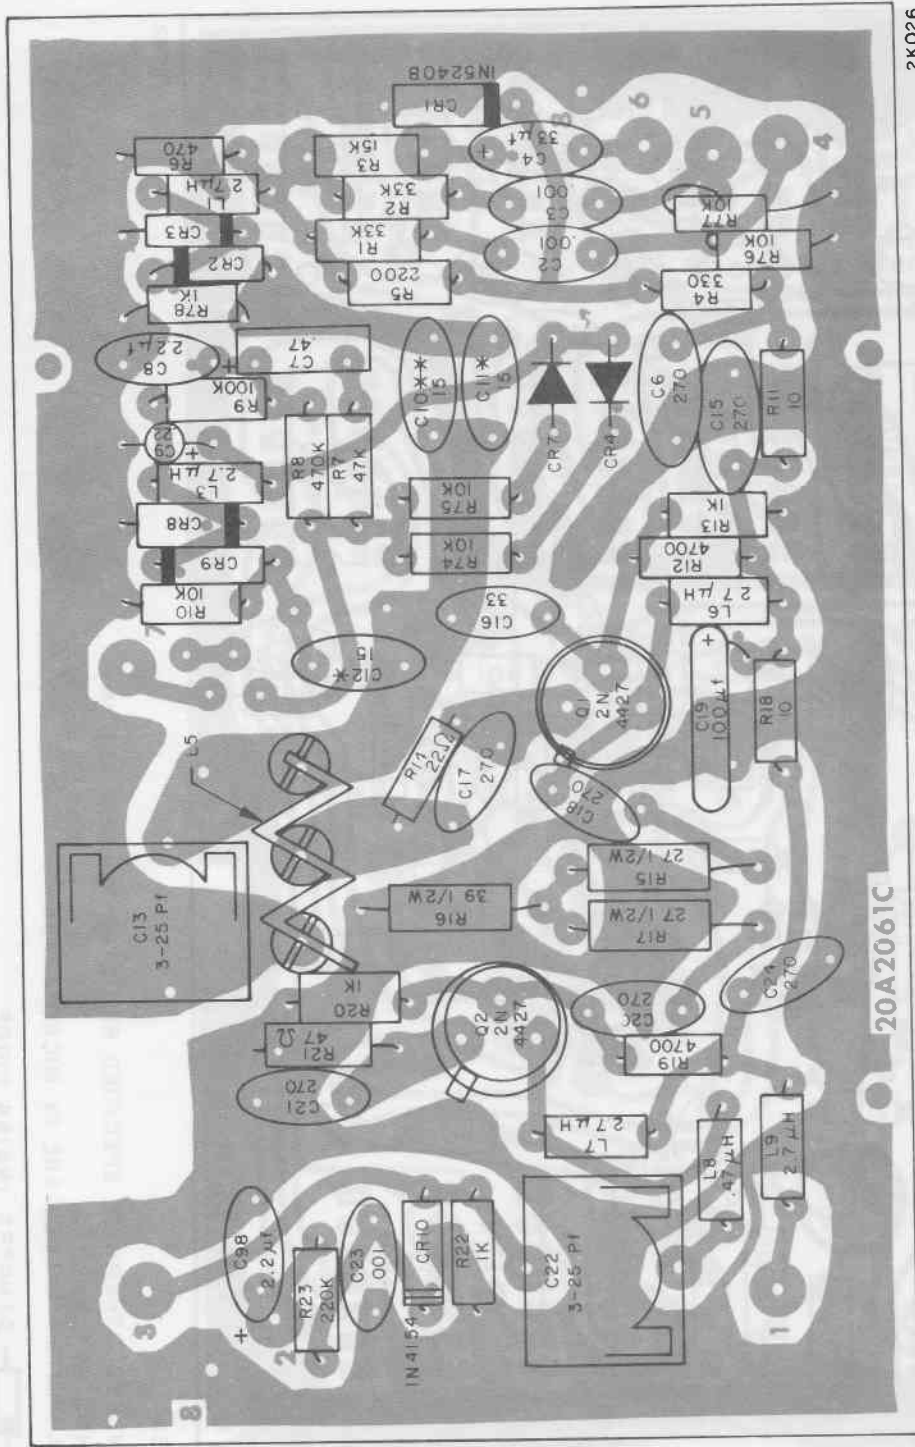 2K026
IN5240B
CR1
470
R6
2.7μH
L1
CR3
CR2
1K
R78
15K
R3
33K
R2
33K
R1
2200
R5
+
33μf
C4
8
.001
C3
.001
C2
6
5
4
10K
R77
10K
R76
330
R4
2.2μf
C8
+
.47
C7
100K
R9
22
C9
+
2.7μH
L3
CR8
CR9
10K
R10
R8
470K
R7
47K
C10**
15
C11*
15
CR7
CR4
C6
270
C15
270
R11
10
10K
R75
10K
R74
1K
R13
4700
R12
2.7μH
L6
33
C16
7
15
C12*
L5
R14
22Ω
C17
270
Q1
2N
4427
C18
270
+
C19
100μf
R18
10
C13
3-25 Pf
39 1/2W
R16
27 1/2W
R15
27 1/2W
R17
1K
R20
47Ω
R21
270
C21
Q2
2N
4427
270
C20
C24
270
4700
R19
20A2061C
2.7μH
L7
L8
.47μH
L9
2.7μH
3
C98
2.2μf
+
2
R23
220K
C23
.001
CR10
1N4154
R22
1K
C22
3-25 Pf
1
8